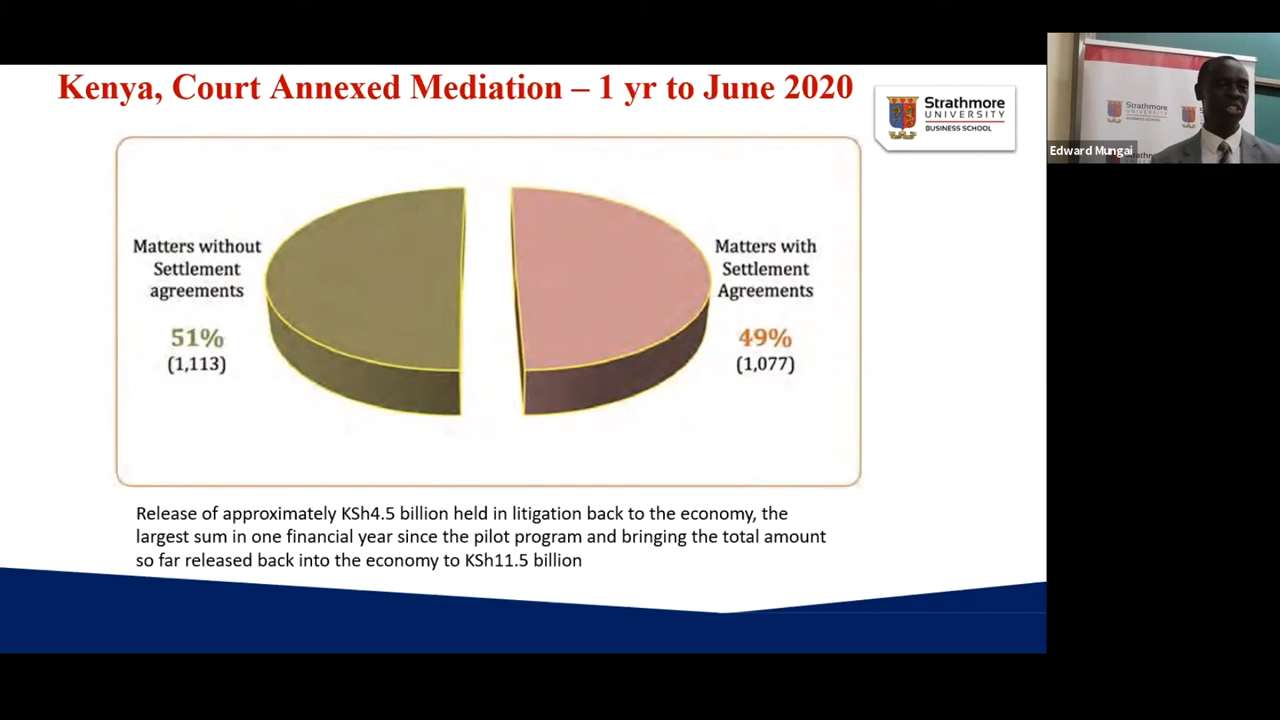 Kenya, Court Annexed Mediation – 1 yr to June 2020
Strathmore
UNIVERSITY
BUSINESS SCHOOL
Matters without
Settlement
agreements
51%
(1,113)
Matters with
Settlement
Agreements
49%
(1,077)
Release of approximately KSh4.5 billion held in litigation back to the economy, the
largest sum in one financial year since the pilot program and bringing the total amount
so far released back into the economy to KSh11.5 billion
Strathmore
UNIVERSITY
Edward Mungai